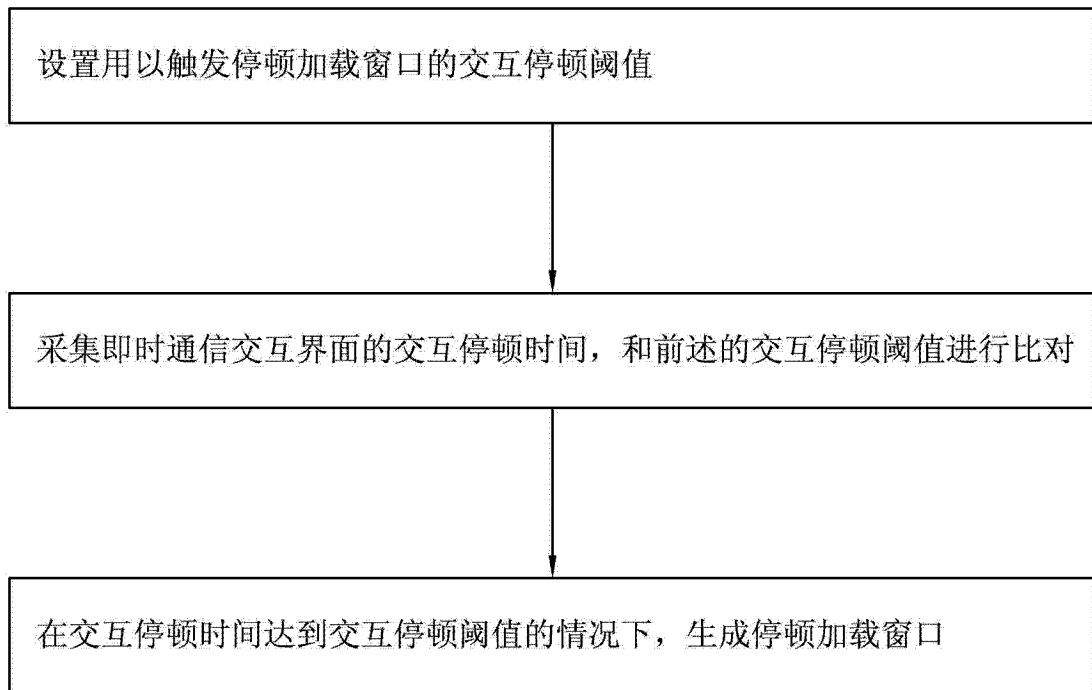 设置用以触发停顿加载窗口的交互停顿阈值
采集即时通信交互界面的交互停顿时间，和前述的交互停顿阈值进行比对
在交互停顿时间达到交互停顿阈值的情况下，生成停顿加载窗口